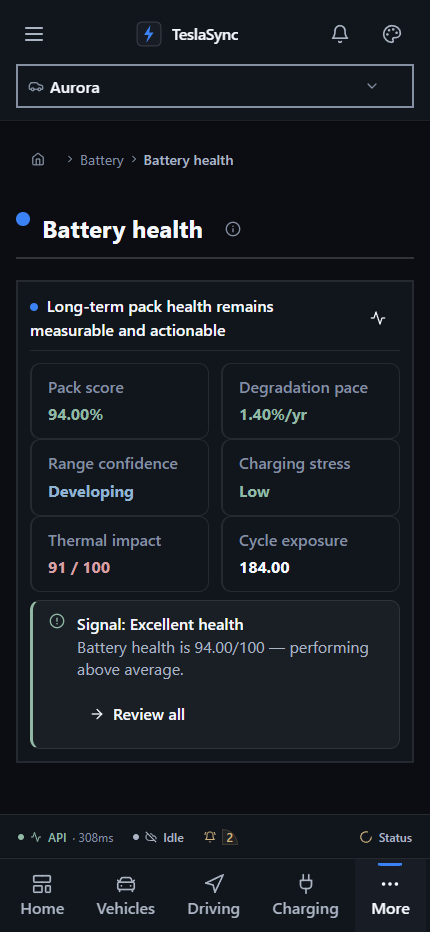 TeslaSync
Aurora
Battery
Battery health
Battery health
Long-term pack health remains
measurable and actionable
Pack score
94.00%
Degradation pace
1.40%/yr
Range confidence
Developing
Charging stress
Low
Thermal impact
91 / 100
Cycle exposure
184.00
Signal: Excellent health
Battery health is 94.00/100 — performing
above average.
Review all
API · 308ms
Idle
2
Status
Home
Vehicles
Driving
Charging
More